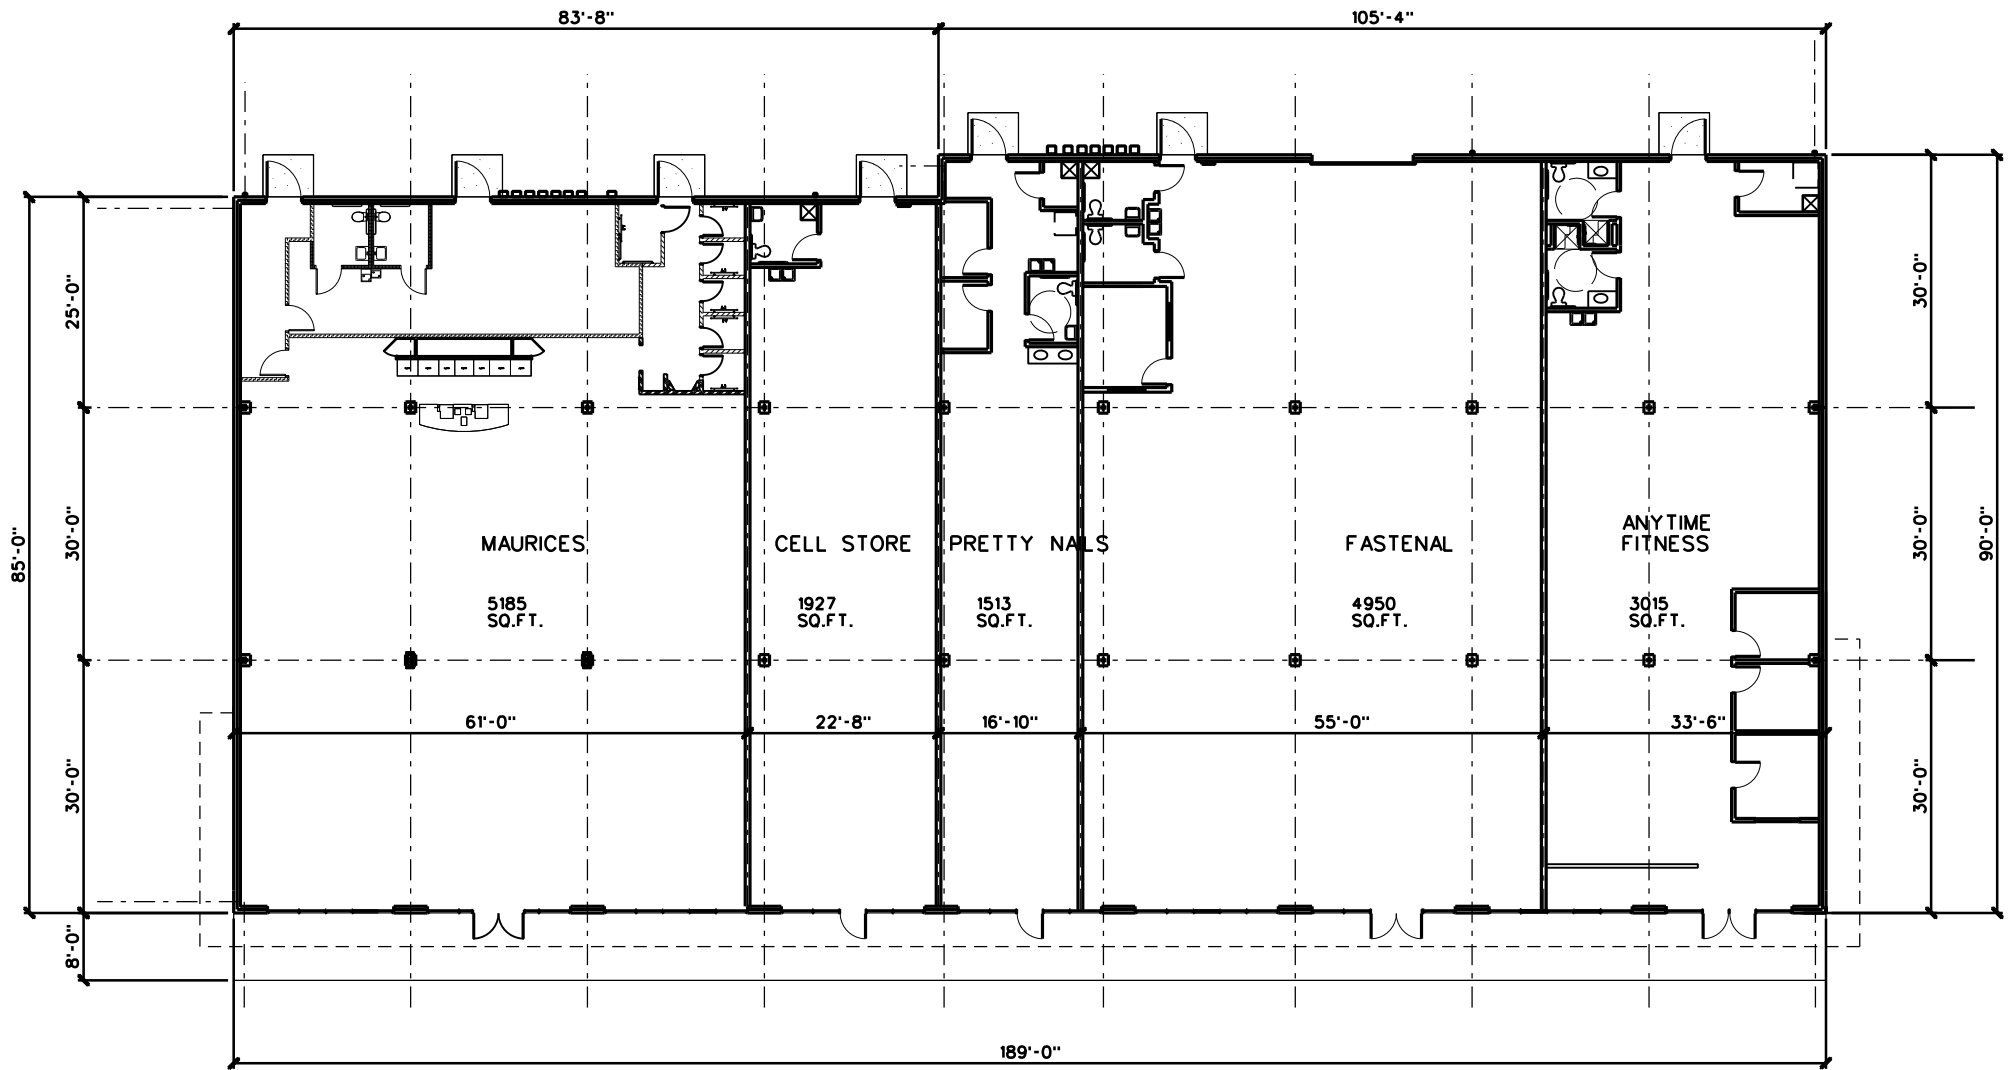 83'-8"
105'-4"
25'-0"
30'-0"
85'-0"
30'-0"
30'-0"
90'-0"
MAURICES
CELL STORE
PRETTY NAILS
FASTENAL
ANYTIME
FITNESS
5185
SQ.FT.
1927
SQ.FT.
1513
SQ.FT.
4950
SQ.FT.
3015
SQ.FT.
61'-0"
22'-8"
16'-10"
55'-0"
33'-6"
30'-0"
30'-0"
8'-0"
189'-0"